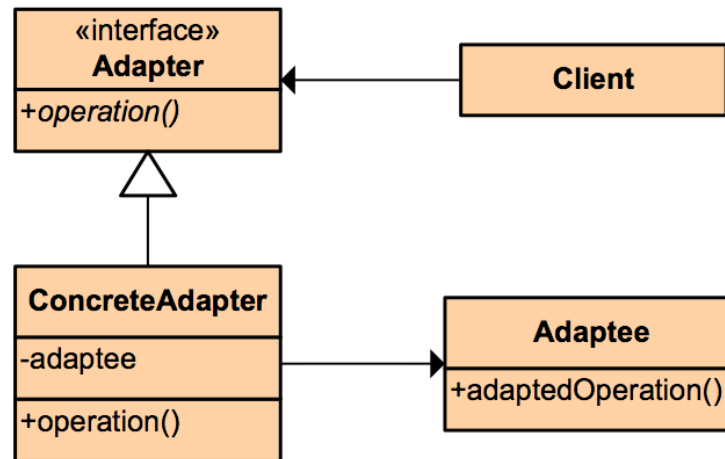 «interface»
Adapter
+operation()
Client
ConcreteAdapter
-adaptee
+operation()
Adaptee
+adaptedOperation()